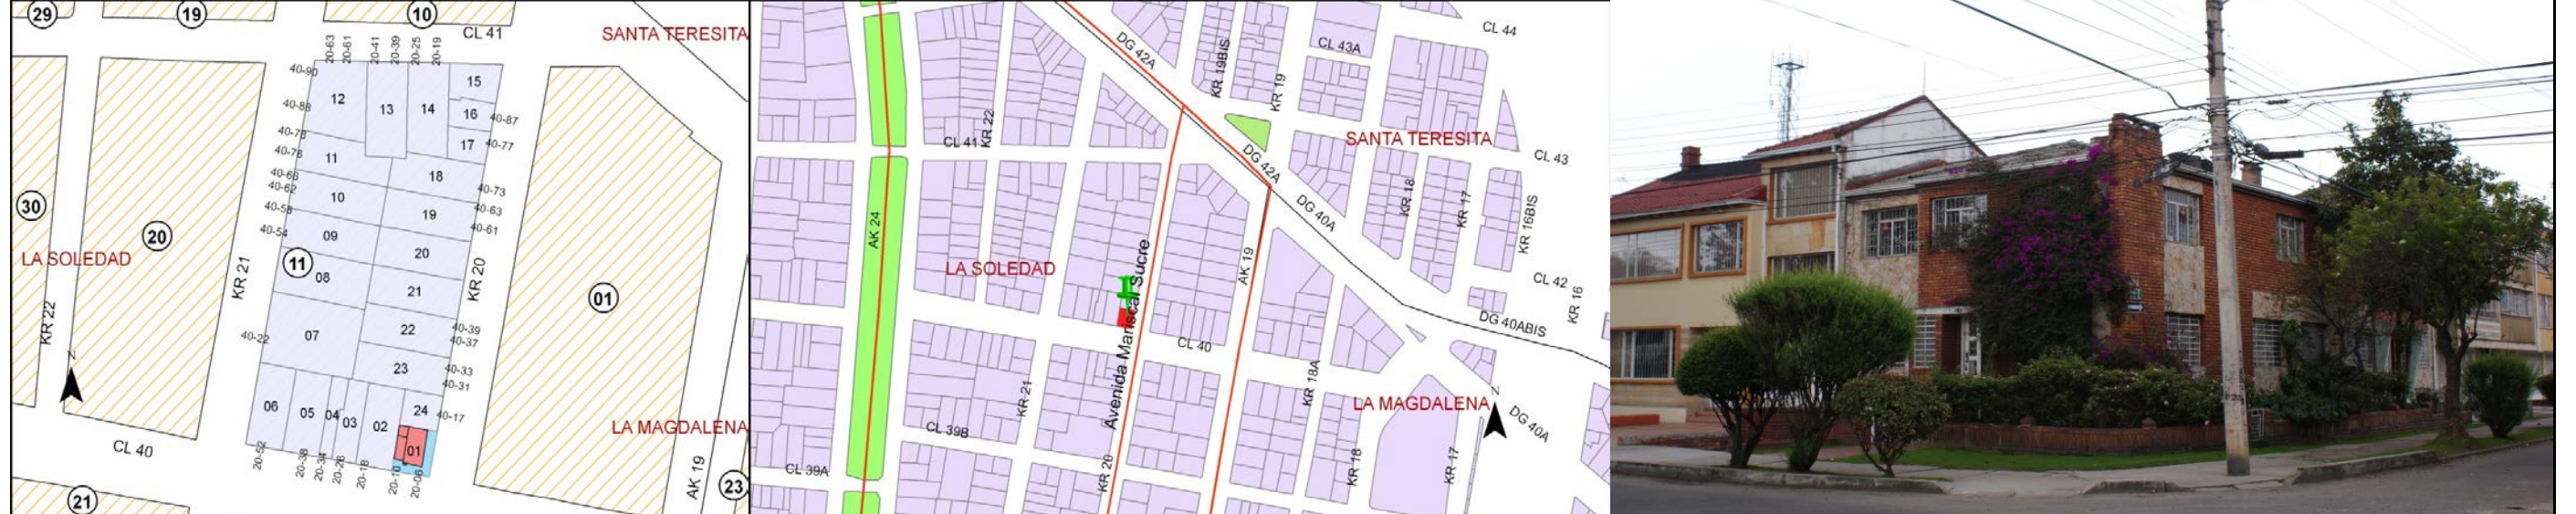 29
19
10
CL 41
SANTA TERESITA
20-63
20-61
20-41
20-39
20-25
20-19
40-90
15
12
13
14
40-88
16
40-87
40-78
17
40-77
40-76
11
18
40-68
40-62
10
40-73
30
40-58
19
40-63
20
40-54
09
40-61
LA SOLEDAD
11
20
08
KR 21
KR 20
21
01
KR 22
N
40-22
07
22
40-39
40-37
23
40-33
40-31
06
05
04
03
02
24
40-17
LA MAGDALENA
01
CL 40
20-52
20-38
20-34
20-26
20-18
20-10
20-06
AK 19
23
21
DG 42A
KR 19BIS
KR 19
CL 43A
CL 44
CL 41
KR 22
SANTA TERESITA
DG 42A
CL 43
AK 24
KR 18
KR 17
KR 16BIS
DG 40A
LA SOLEDAD
Avenida Mariscal Sucre
AK 19
CL 42
KR 16
DG 40ABIS
CL 40
KR 21
KR 18A
LA MAGDALENA
N
DG 40A
CL 39B
CL 39A
KR 20
KR 18
KR 17